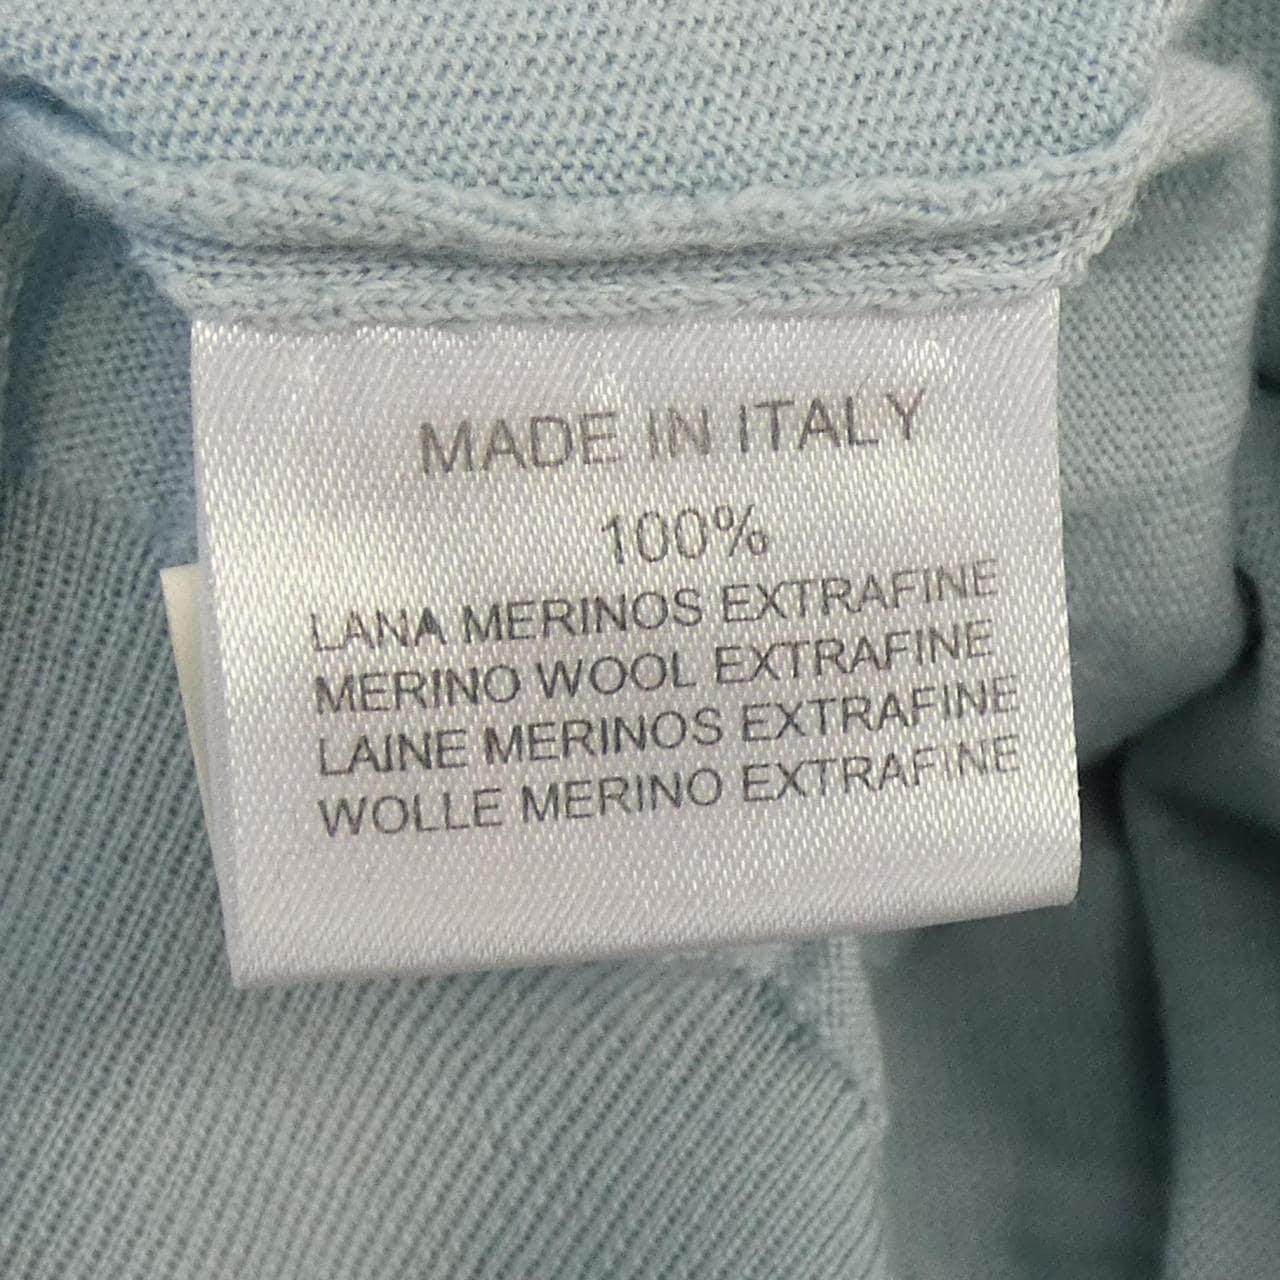 MADE IN ITALY
100%
LANA MERINOS EXTRAFINE
MERINO WOOL EXTRAFINE
LAINE MERINOS EXTRAFINE
WOLLE MERINO EXTRAFINE